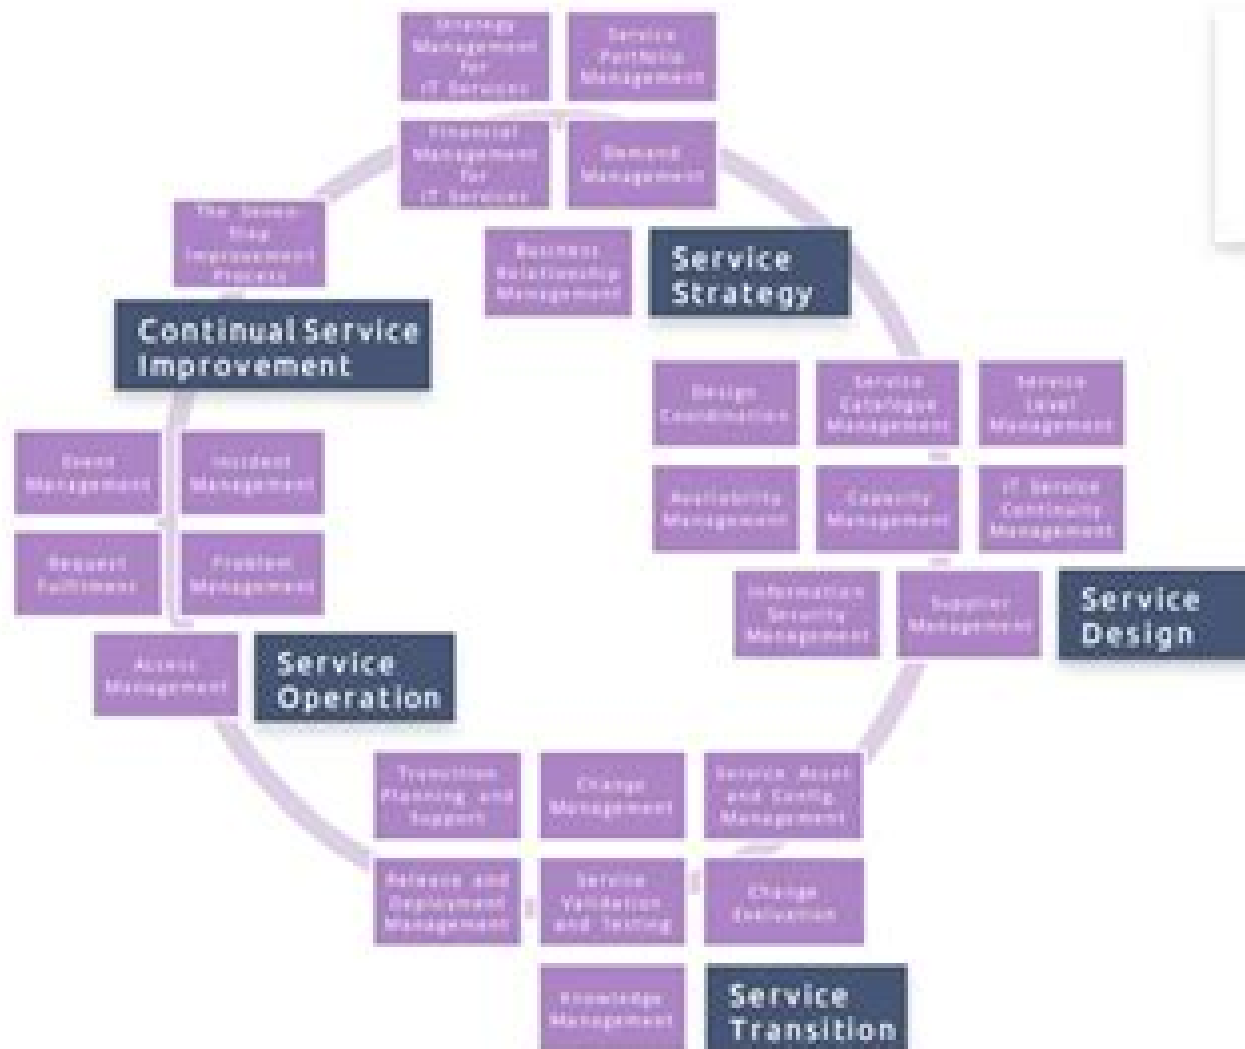 Strategy
Management
for
IT Services
Service
Portfolio
Management
Financial
Management
for
IT Services
Demand
Management
Business
Relationship
Management
Service
Strategy
The Seven-
Step
Improvement
Process
Continual Service
Improvement
Design
Coordination
Service
Catalogue
Management
Service
Level
Management
Availability
Management
Capacity
Management
IT Service
Continuity
Management
Information
Security
Management
Supplier
Management
Service
Design
Event
Management
Incident
Management
Request
Fulfilment
Problem
Management
Access
Management
Service
Operation
Transition
Planning and
Support
Change
Management
Service Asset
and Config.
Management
Release and
Deployment
Management
Service
Validation
and Testing
Change
Evaluation
Knowledge
Management
Service
Transition